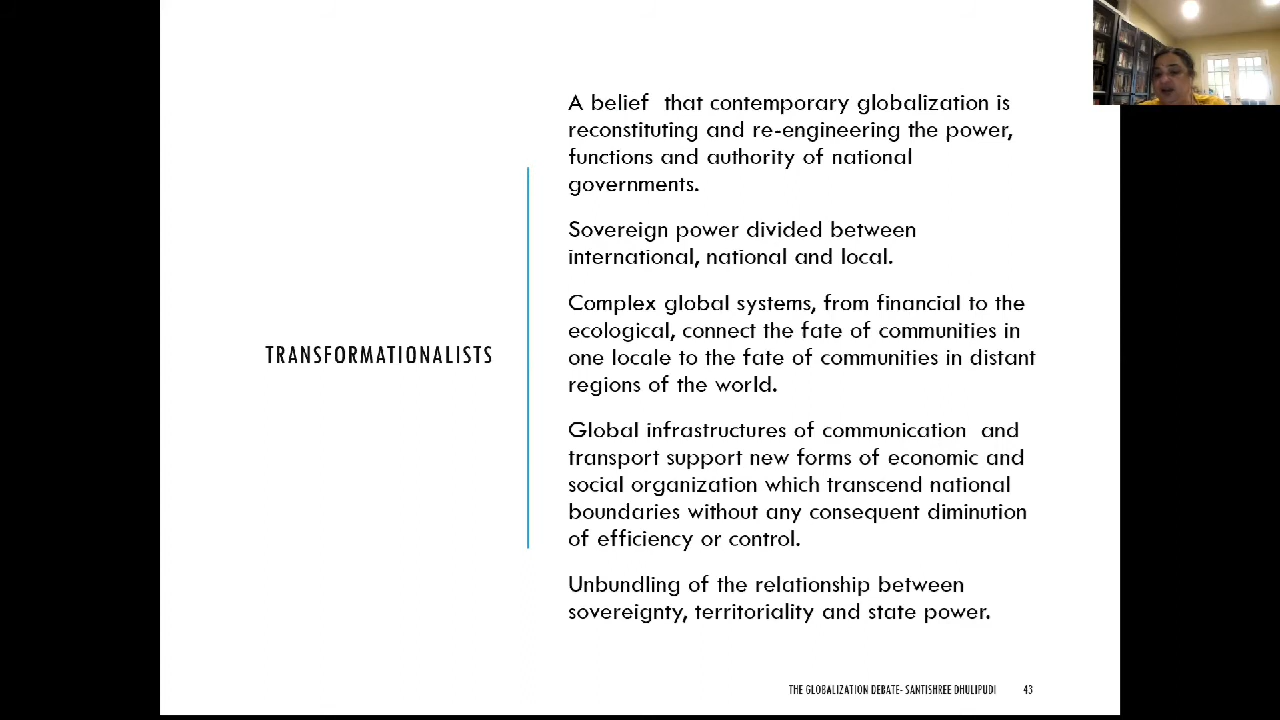 TRANSFORMATIONALISTS
A belief that contemporary globalization is
reconstituting and re-engineering the power,
functions and authority of national
governments.
Sovereign power divided between
international, national and local.
Complex global systems, from financial to the
ecological, connect the fate of communities in
one locale to the fate of communities in distant
regions of the world.
Global infrastructures of communication and
transport support new forms of economic and
social organization which transcend national
boundaries without any consequent diminution
of efficiency or control.
Unbundling of the relationship between
sovereignty, territoriality and state power.
THE GLOBALIZATION DEBATE- SANTISHREE DHULIPUDI 43